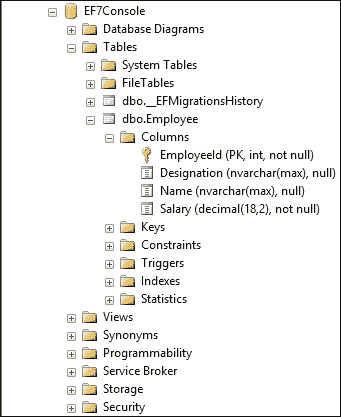 EF7Console
Database Diagrams
Tables
System Tables
FileTables
dbo.__EFMigrationsHistory
dbo.Employee
Columns
EmployeeId (PK, int, not null)
Designation (nvarchar(max), null)
Name (nvarchar(max), null)
Salary (decimal(18,2), not null)
Keys
Constraints
Triggers
Indexes
Statistics
Views
Synonyms
Programmability
Service Broker
Storage
Security